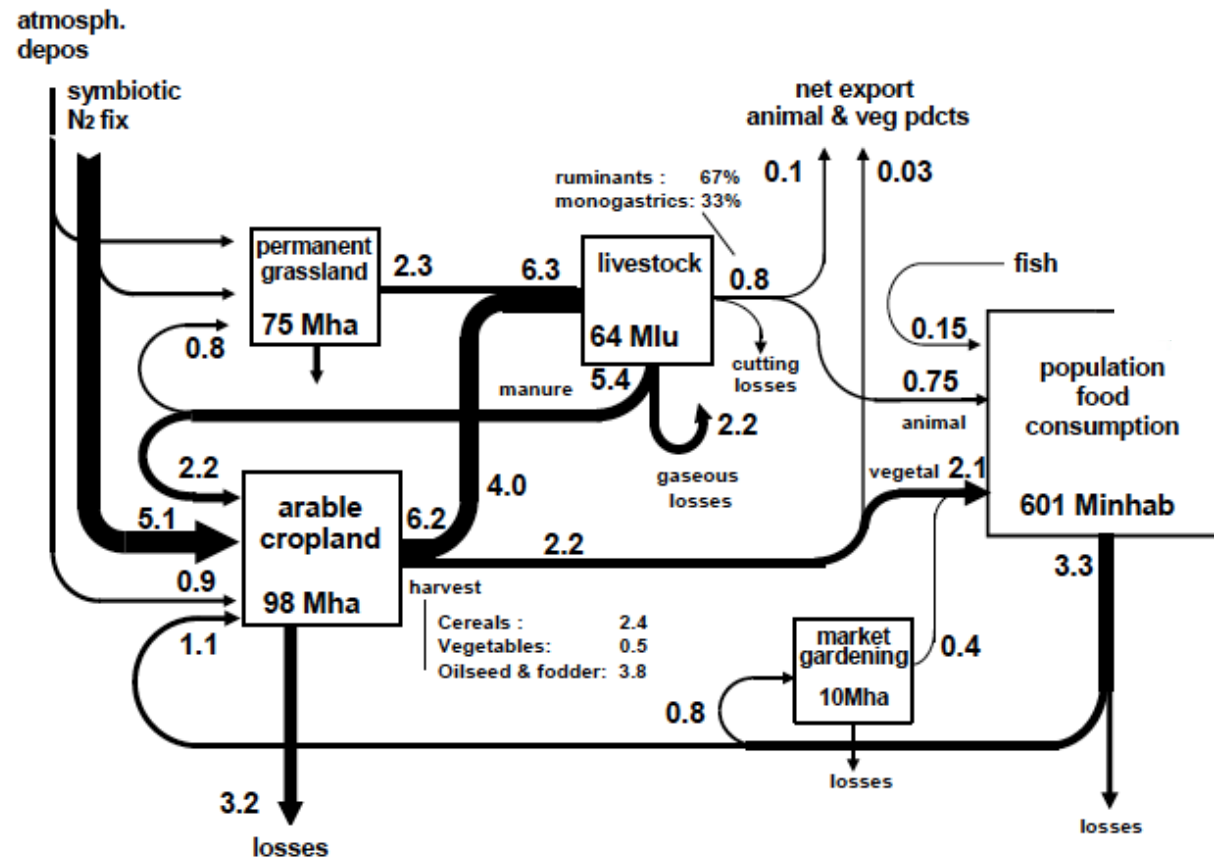 atmosph.
depos
symbiotic
N₂ fix
net export
animal & veg pdcts
ruminants : 67%
monogastrics: 33%
0.1
0.03
permanent
grassland
75 Mha
2.3
6.3
livestock
64 Mlu
0.8
fish
0.15
0.8
cutting
losses
manure
5.4
2.2
gaseous
losses
0.75
animal
population
food
consumption
601 Minhab
vegetal
2.1
2.2
5.1
arable
cropland
98 Mha
6.2
4.0
2.2
0.9
1.1
harvest
Cereals : 2.4
Vegetables: 0.5
Oilseed & fodder: 3.8
market
gardening
10Mha
0.4
3.3
0.8
losses
losses
3.2
losses